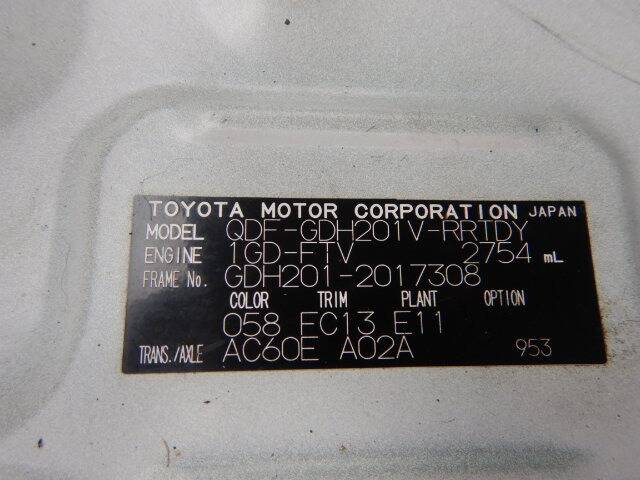 TOYOTA MOTOR CORPORATION JAPAN
MODEL QDF-GDH201V-RRTDY
ENGINE 1GD-FTV 2754 mL
FRAME No. GDH201-2017308
COLOR TRIM PLANT OPTION
058 FC13 E11
TRANS./AXLE AC60E A02A 953